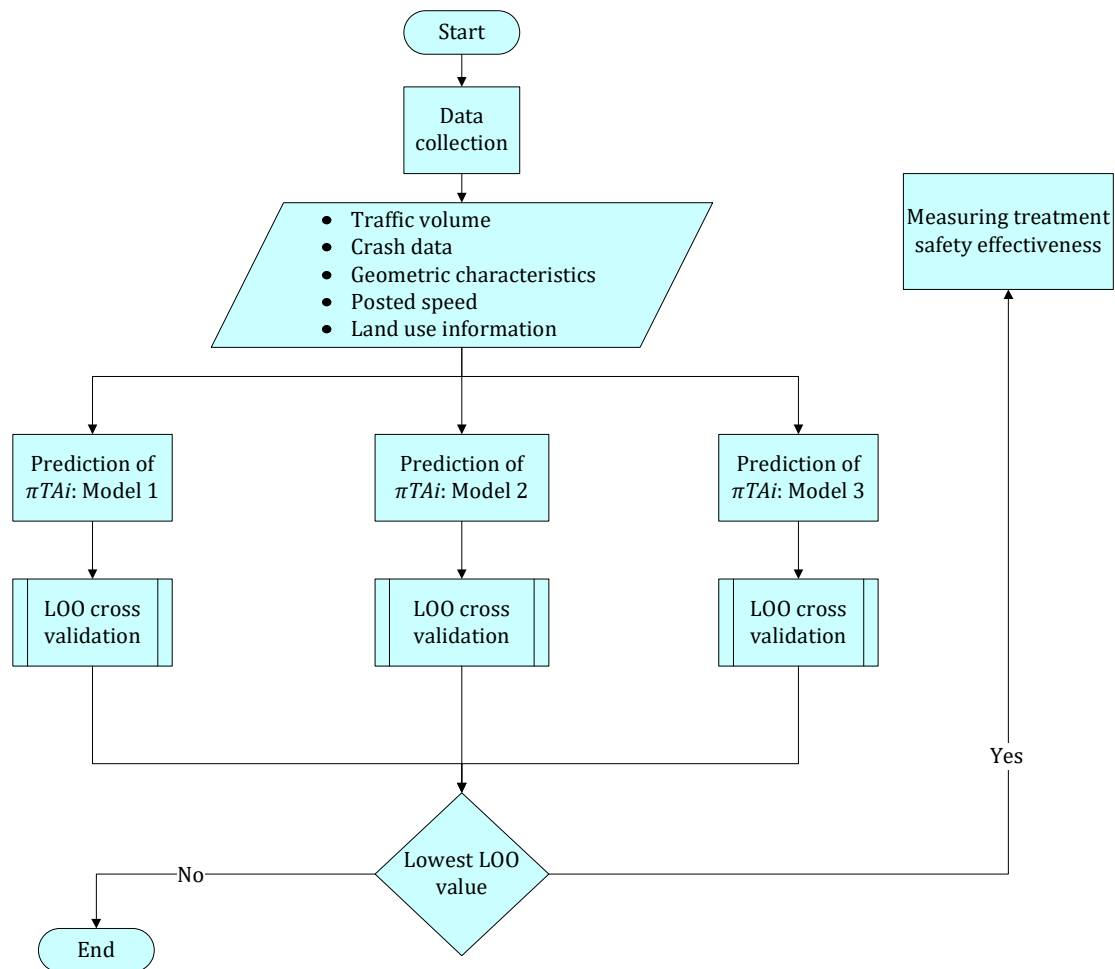 Start
Data
collection
• Traffic volume
• Crash data
• Geometric characteristics
• Posted speed
• Land use information
Measuring treatment
safety effectiveness
Prediction of
πTAi: Model 1
Prediction of
πTAi: Model 2
Prediction of
πTAi: Model 3
LOO cross
validation
LOO cross
validation
LOO cross
validation
Yes
Lowest LOO
value
No
End